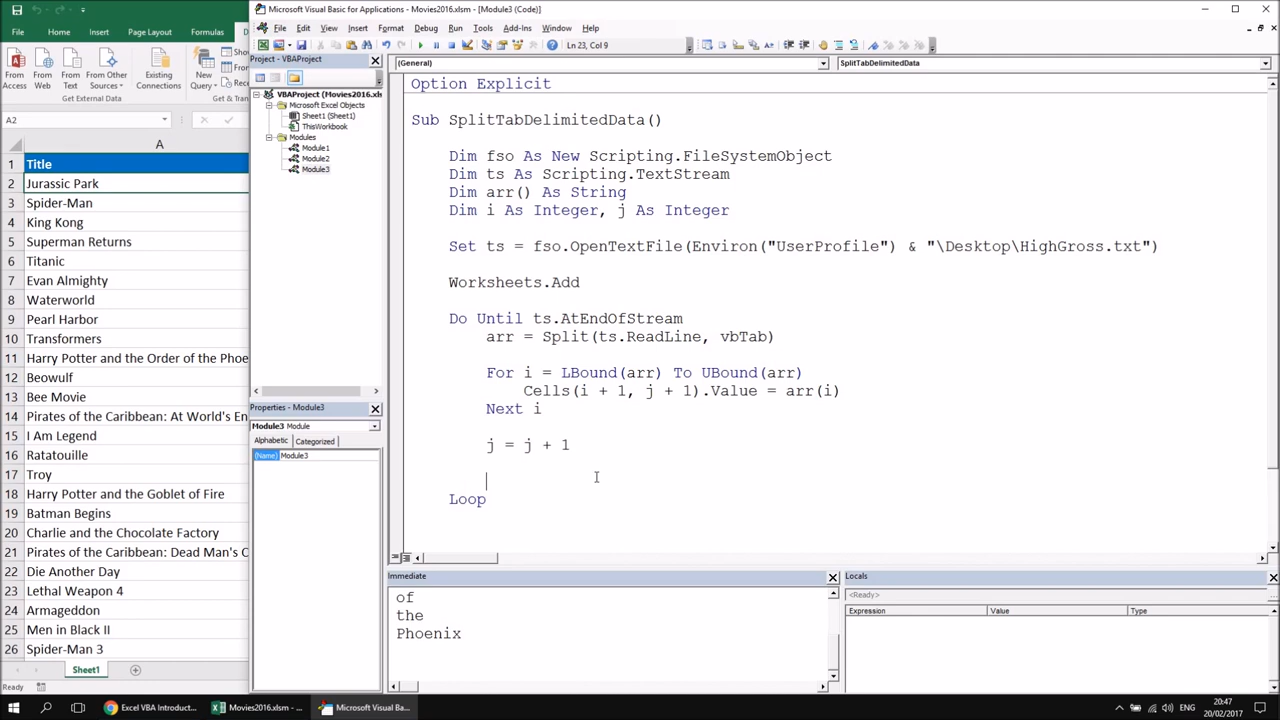 Microsoft Visual Basic for Applications - Movies2016.xlsm - [Module3 (Code)]
File Home Insert Page Layout Formulas
File Edit View Insert Format Debug Run Tools Add-Ins Window Help
Ln 23, Col 9
From Access
From Web
From Text
From Other Sources
Existing Connections
New Query
Get External Data
Get & Tran
A2
A
1 Title
2 Jurassic Park
3 Spider-Man
4 King Kong
5 Superman Returns
6 Titanic
7 Evan Almighty
8 Waterworld
9 Pearl Harbor
10 Transformers
11 Harry Potter and the Order of the Phoe
12 Beowulf
13 Bee Movie
14 Pirates of the Caribbean: At World's En
15 I Am Legend
16 Ratatouille
17 Troy
18 Harry Potter and the Goblet of Fire
19 Batman Begins
20 Charlie and the Chocolate Factory
21 Pirates of the Caribbean: Dead Man's C
22 Die Another Day
23 Lethal Weapon 4
24 Armageddon
25 Men in Black II
26 Spider-Man 3
Sheet1
Ready
Project - VBAProject
VBAProject (Movies2016.xls
Microsoft Excel Objects
Sheet1 (Sheet1)
ThisWorkbook
Modules
Module1
Module2
Module3
Properties - Module3
Module3 Module
Alphabetic Categorized
(Name) Module3
(General)
SplitTabDelimitedData
Option Explicit
Sub SplitTabDelimitedData()
Dim fso As New Scripting.FileSystemObject
Dim ts As Scripting.TextStream
Dim arr() As String
Dim i As Integer, j As Integer
Set ts = fso.OpenTextFile(Environ("UserProfile") & "\Desktop\HighGross.txt")
Worksheets.Add
Do Until ts.AtEndOfStream
arr = Split(ts.ReadLine, vbTab)
For i = LBound(arr) To UBound(arr)
Cells(i + 1, j + 1).Value = arr(i)
Next i
j = j + 1
Loop
Immediate
of
the
Phoenix
Locals
<Ready>
Expression Value Type
Excel VBA Introduct...
Movies2016.xlsm - ...
Microsoft Visual Ba...
ENG
20:47
20/02/2017